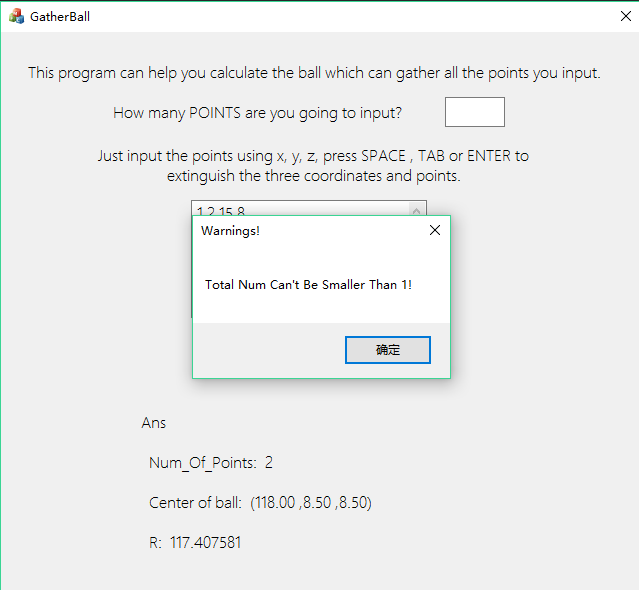 GatherBall
This program can help you calculate the ball which can gather all the points you input.
How many POINTS are you going to input?
Just input the points using x, y, z, press SPACE , TAB or ENTER to
extinguish the three coordinates and points.
1 2 15 8
Warnings!
Total Num Can't Be Smaller Than 1!
确定
Ans
Num_Of_Points: 2
Center of ball: (118.00 ,8.50 ,8.50)
R: 117.407581